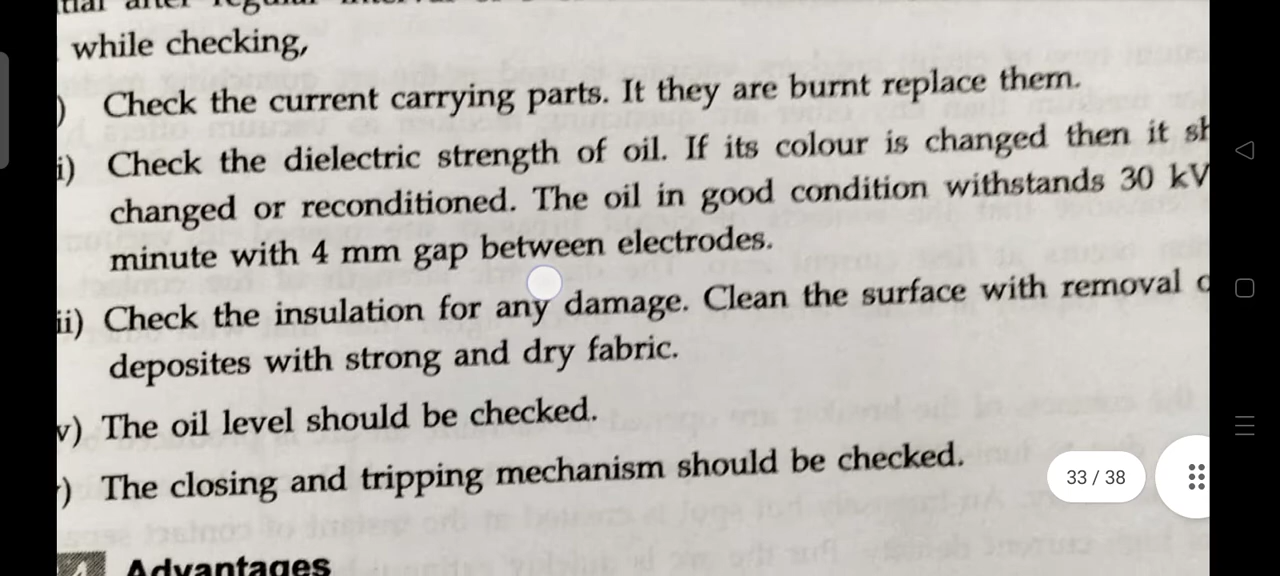 while checking,
) Check the current carrying parts. It they are burnt replace them.
i) Check the dielectric strength of oil. If its colour is changed then it sh
changed or reconditioned. The oil in good condition withstands 30 kV
minute with 4 mm gap between electrodes.
ii) Check the insulation for any damage. Clean the surface with removal o
deposites with strong and dry fabric.
v) The oil level should be checked.
) The closing and tripping mechanism should be checked.
33 / 38
Advantages